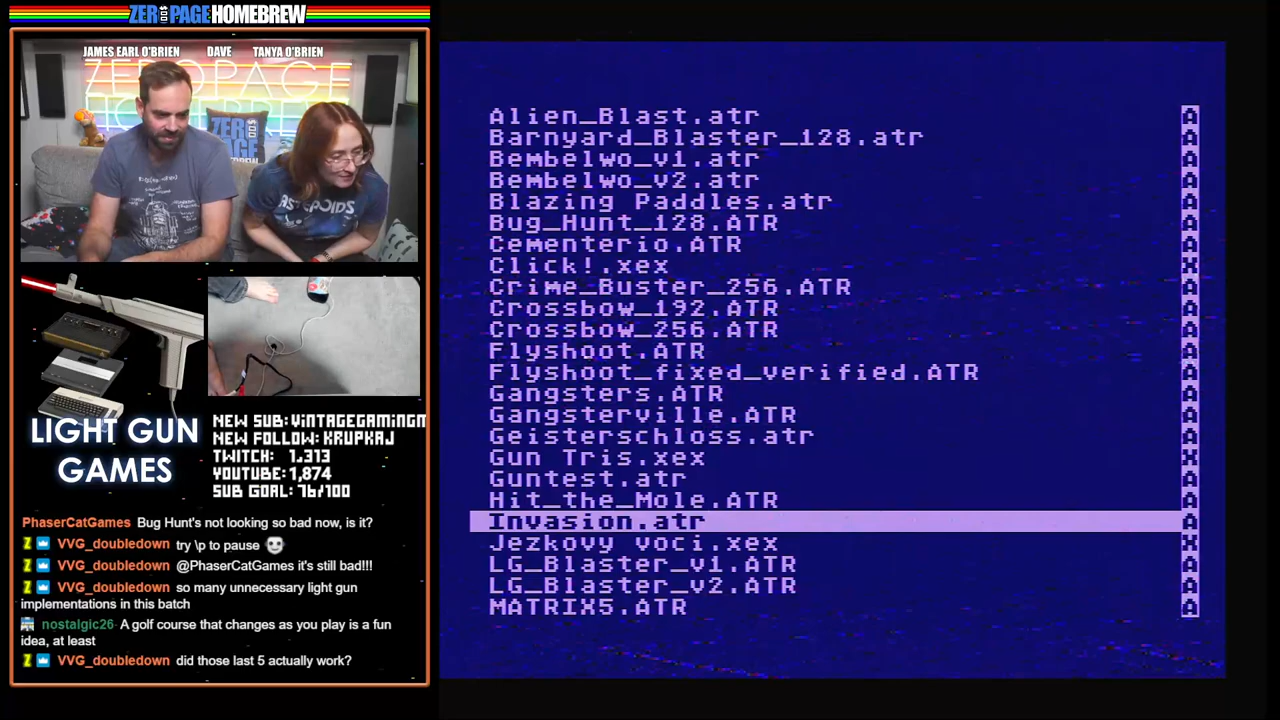 ZEROPAGE HOMEBREW
JAMES EARL O'BRIEN DAVE TANYA O'BRIEN
ZEROPAGE
HOMEBREW
ASTEROIDS
LIGHT GUN
GAMES
NEW SUB: VINTAGEGAMINGM
NEW FOLLOW: KRUPKAJ
TWITCH: 1,313
YOUTUBE: 1,874
SUB GOAL: 76/100
PhaserCatGames Bug Hunt's not looking so bad now, is it?
VVG_doubledown try \p to pause
VVG_doubledown @PhaserCatGames it's still bad!!!
VVG_doubledown so many unnecessary light gun
implementations in this batch
nostalgic26 A golf course that changes as you play is a fun
idea, at least
VVG_doubledown did those last 5 actually work?
Alien_Blast.atr A
Barnyard_Blaster_128.atr A
Bembelwo_v1.atr A
Bembelwo_v2.atr A
Blazing Paddles.atr A
Bug_Hunt_128.ATR A
Cementerio.ATR A
Click!.xex X
Crime_Buster_256.ATR A
Crossbow_192.ATR A
Crossbow_256.ATR A
Flyshoot.ATR A
Flyshoot_fixed_verified.ATR A
Gangsters.ATR A
Gangsterville.ATR A
Geisterschloss.atr A
Gun Tris.xex X
Guntest.atr A
Hit_the_Mole.ATR A
Invasion.atr A
Jezkovy voci.xex X
LG_Blaster_v1.ATR A
LG_Blaster_v2.ATR A
MATRIX5.ATR A